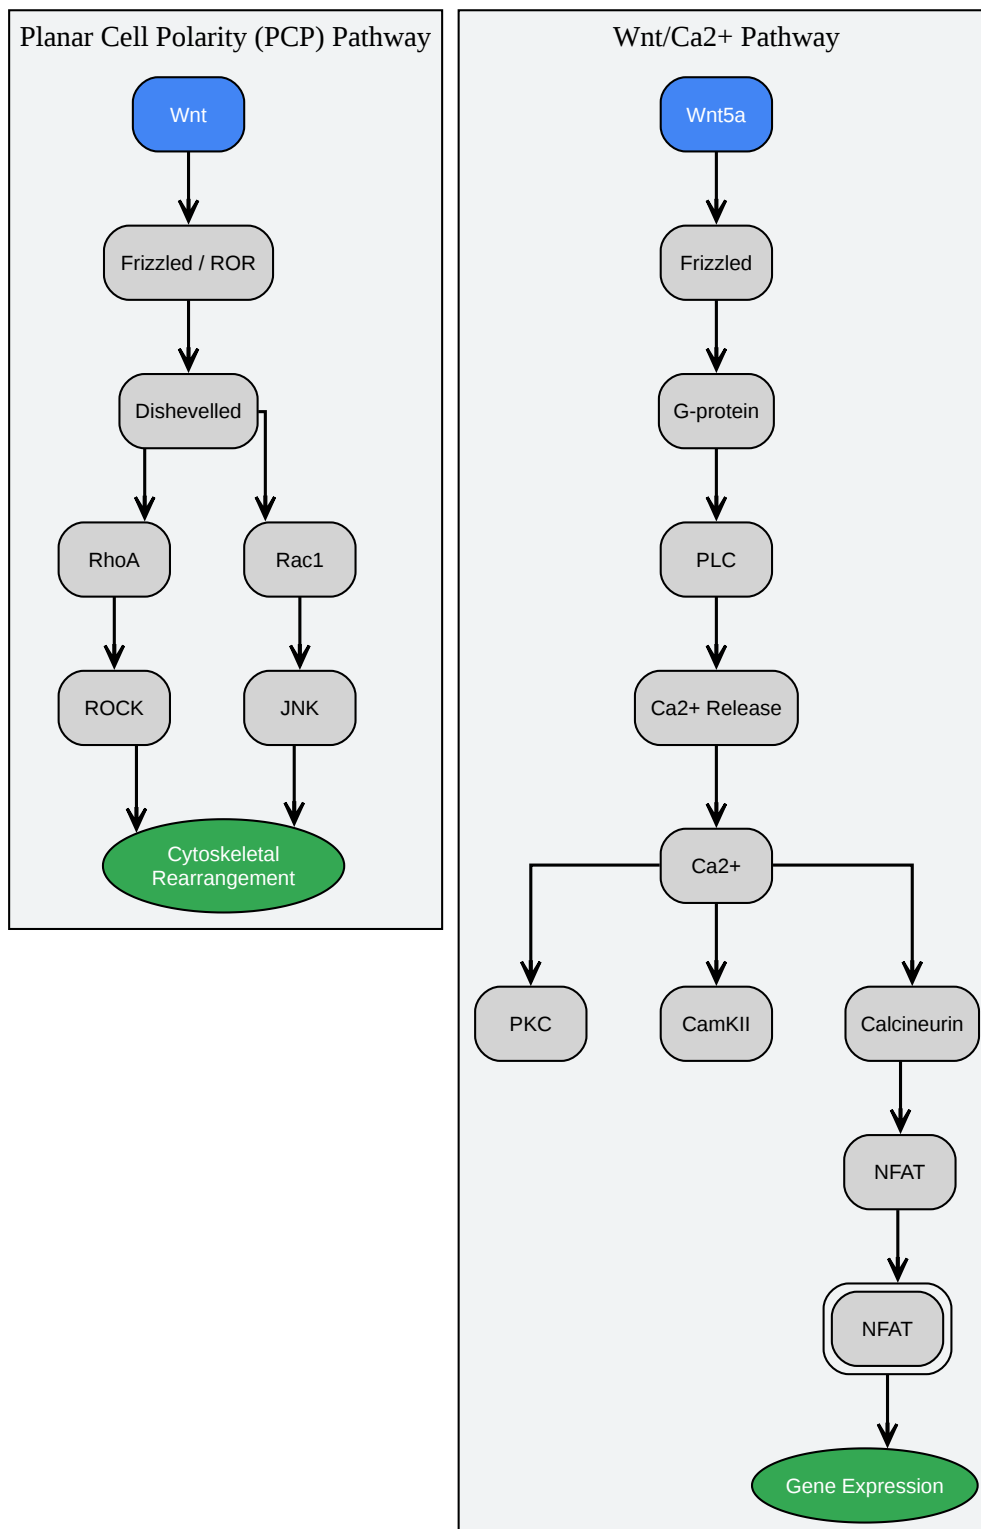 Planar Cell Polarity (PCP) Pathway
Wnt
Frizzled / ROR
Dishevelled
RhoA
Rac1
ROCK
JNK
Cytoskeletal
Rearrangement
Wnt/Ca2+ Pathway
Wnt5a
Frizzled
G-protein
PLC
Ca2+ Release
Ca2+
PKC
CamKII
Calcineurin
NFAT
NFAT
Gene Expression